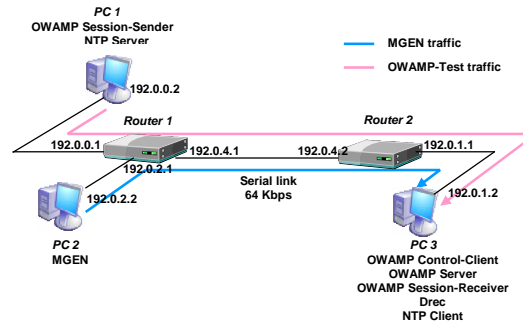 PC 1
OWAMP Session-Sender
NTP Server
MGEN traffic
OWAMP-Test traffic
192.0.0.2
Router 1
Router 2
192.0.0.1
192.0.4.1
192.0.4.2
192.0.1.1
192.0.2.1
Serial link
64 Kbps
192.0.2.2
192.0.1.2
PC 2
MGEN
PC 3
OWAMP Control-Client
OWAMP Server
OWAMP Session-Receiver
Drec
NTP Client